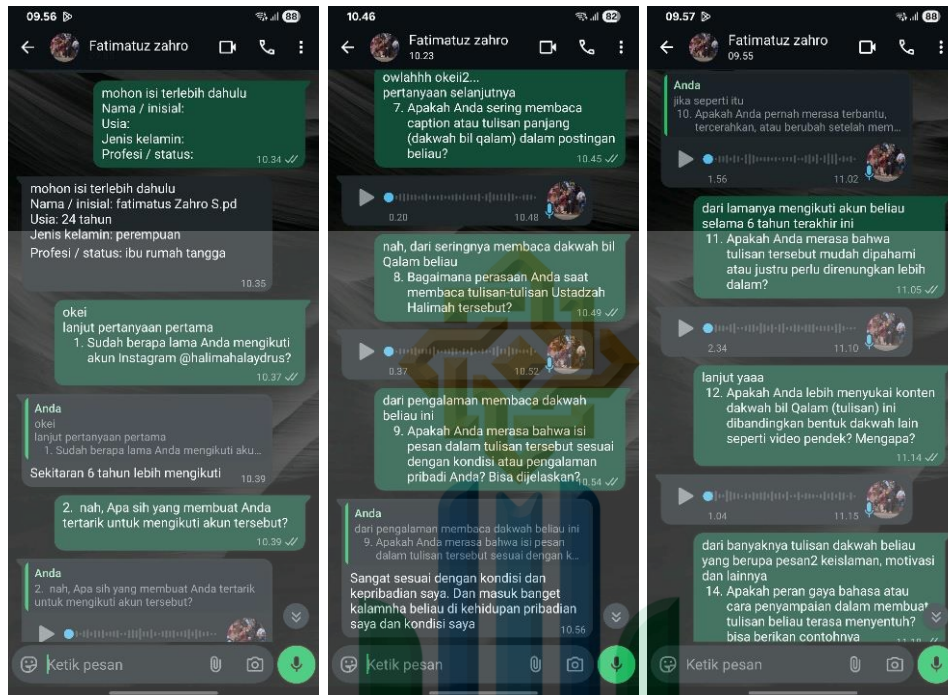 09.56
88
Fatimatuz zahro
mohon isi terlebih dahulu
Nama / inisial:
Usia:
Jenis kelamin:
Profesi / status:
10.34
mohon isi terlebih dahulu
Nama / inisial: fatimatus Zahro S.pd
Usia: 24 tahun
Jenis kelamin: perempuan
Profesi / status: ibu rumah tangga
10.35
okei
lanjut pertanyaan pertama
1. Sudah berapa lama Anda mengikuti
akun Instagram @halimahalaydrus?
10.37
Anda
okei
lanjut pertanyaan pertama
1. Sudah berapa lama Anda mengikuti aku...
Sekitaran 6 tahun lebih mengikuti
10.39
2. nah, Apa sih yang membuat Anda
tertarik untuk mengikuti akun tersebut?
10.39
Anda
2. nah, Apa sih yang membuat Anda tertarik
untuk mengikuti akun tersebut?
Ketik pesan
10.46
82
Fatimatuz zahro
10.23
owlahhh okeii2...
pertanyaan selanjutnya
7. Apakah Anda sering membaca
caption atau tulisan panjang
(dakwah bil qalam) dalam postingan
beliau?
10.45
0.20
10.48
nah, dari seringnya membaca dakwah bil
Qalam beliau
8. Bagaimana perasaan Anda saat
membaca tulisan-tulisan Ustadzah
Halimah tersebut?
10.49
0.37
10.52
dari pengalaman membaca dakwah
beliau ini
9. Apakah Anda merasa bahwa isi
pesan dalam tulisan tersebut sesuai
dengan kondisi atau pengalaman
pribadi Anda? Bisa dijelaskan?
10.54
Anda
dari pengalaman membaca dakwah beliau ini
9. Apakah Anda merasa bahwa isi pesan
dalam tulisan tersebut sesuai dengan k...
Sangat sesuai dengan kondisi dan
kepribadian saya. Dan masuk banget
kalamnha beliau di kehidupan pribadian
saya dan kondisi saya
10.56
Ketik pesan
09.57
88
Fatimatuz zahro
09.55
Anda
jika seperti itu
10. Apakah Anda pernah merasa terbantu,
tercerahkan, atau berubah setelah mem...
1.56
11.02
dari lamanya mengikuti akun beliau
selama 6 tahun terakhir ini
11. Apakah Anda merasa bahwa
tulisan tersebut mudah dipahami
atau justru perlu direnungkan lebih
dalam?
11.05
2.34
11.10
lanjut yaaa
12. Apakah Anda lebih menyukai konten
dakwah bil Qalam (tulisan) ini
dibandingkan bentuk dakwah lain
seperti video pendek? Mengapa?
11.14
1.04
11.15
dari banyaknya tulisan dakwah beliau
yang berupa pesan2 keislaman, motivasi
dan lainnya
14. Apakah peran gaya bahasa atau
cara penyampaian dalam membuat
tulisan beliau terasa menyentuh?
bisa berikan contohnya
Ketik pesan